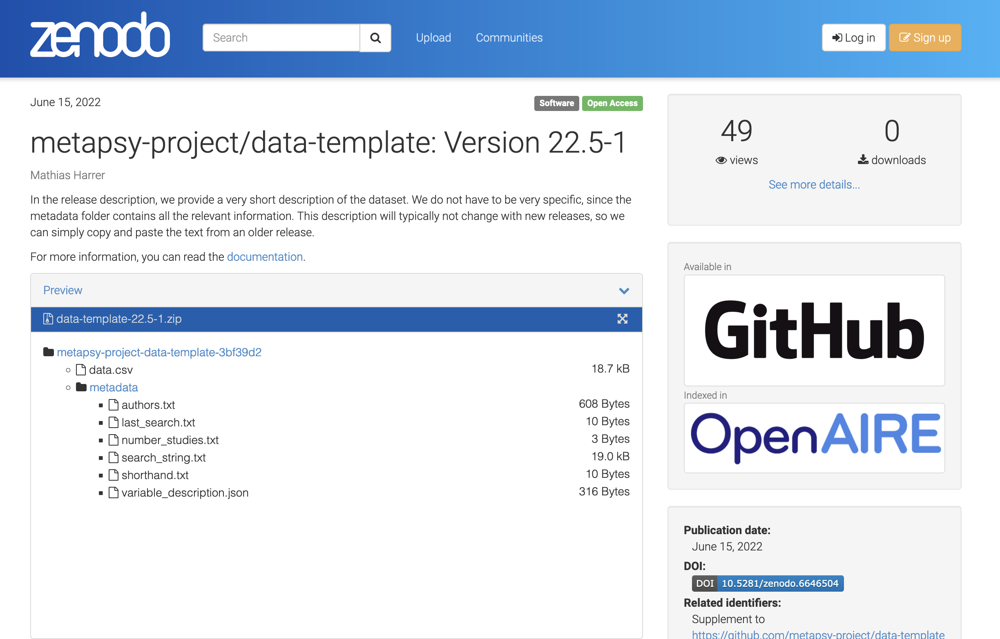 zenodo
Search
Upload
Communities
Log in
Sign up
June 15, 2022
Software
Open Access
metapsy-project/data-template: Version 22.5-1
Mathias Harrer
In the release description, we provide a very short description of the dataset. We do not have to be very specific, since the
metadata folder contains all the relevant information. This description will typically not change with new releases, so we
can simply copy and paste the text from an older release.
For more information, you can read the documentation.
Preview
data-template-22.5-1.zip
metapsy-project-data-template-3bf39d2
data.csv 18.7 kB
metadata
authors.txt 608 Bytes
last_search.txt 10 Bytes
number_studies.txt 3 Bytes
search_string.txt 19.0 kB
shorthand.txt 10 Bytes
variable_description.json 316 Bytes
49 0
views downloads
See more details...
Available in
GitHub
Indexed in
OpenAIRE
Publication date:
June 15, 2022
DOI:
DOI 10.5281/zenodo.6646504
Related identifiers:
Supplement to
https://github.com/metapsy-project/data-template